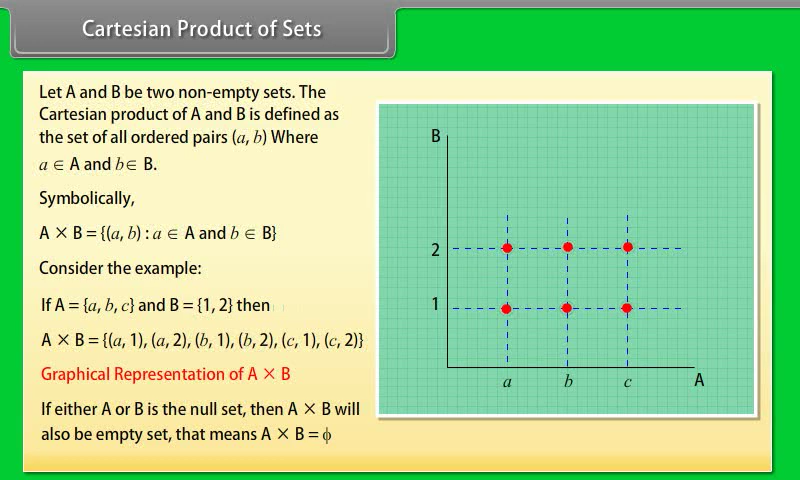 Cartesian Product of Sets
Let A and B be two non-empty sets. The
Cartesian product of A and B is defined as
the set of all ordered pairs (a, b) Where
a ∈ A and b∈ B.
Symbolically,
A × B = {(a, b) : a ∈ A and b ∈ B}
Consider the example:
If A = {a, b, c} and B = {1, 2} then
A × B = {(a, 1), (a, 2), (b, 1), (b, 2), (c, 1), (c, 2)}
Graphical Representation of A × B
If either A or B is the null set, then A × B will
also be empty set, that means A × B = ϕ
B
2
1
a b c A